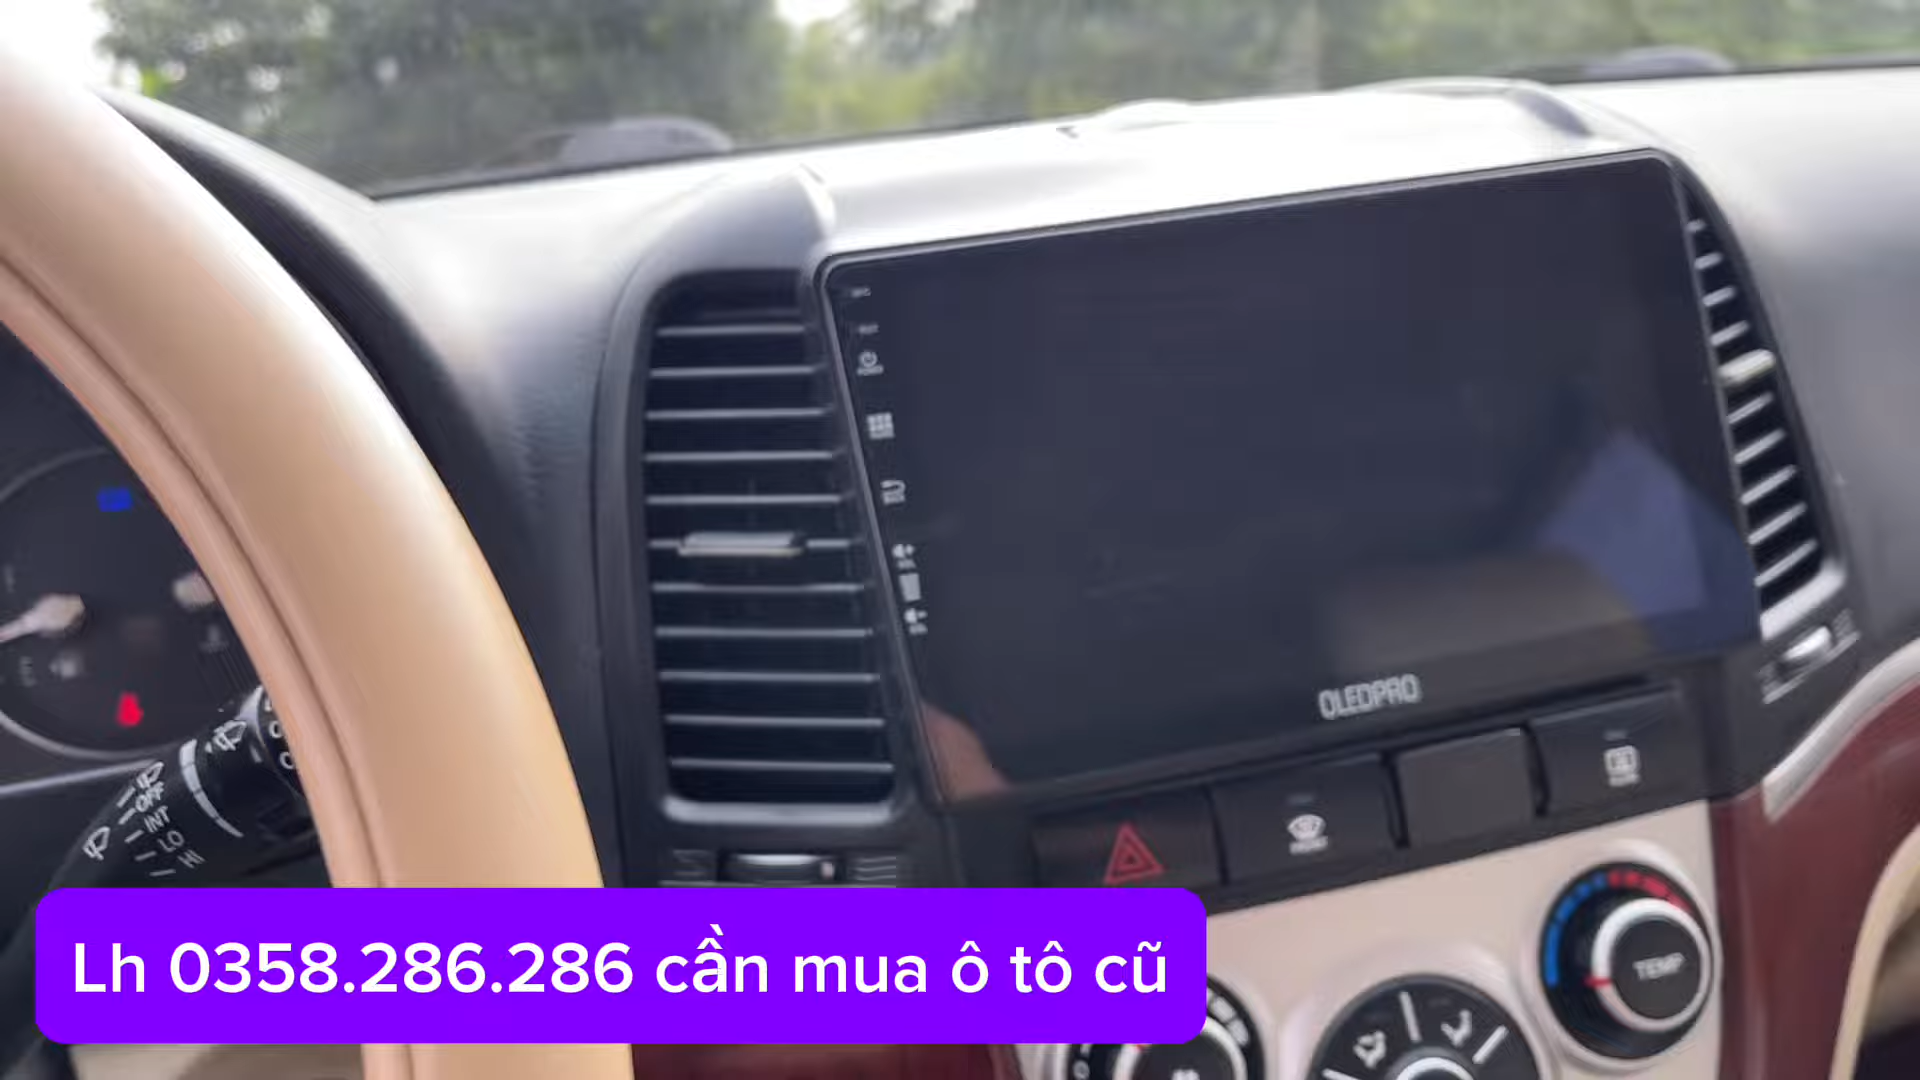 OLEDPRO
OFF
INT
LO
HI
TEMP
Lh 0358.286.286 cần mua ô tô cũ